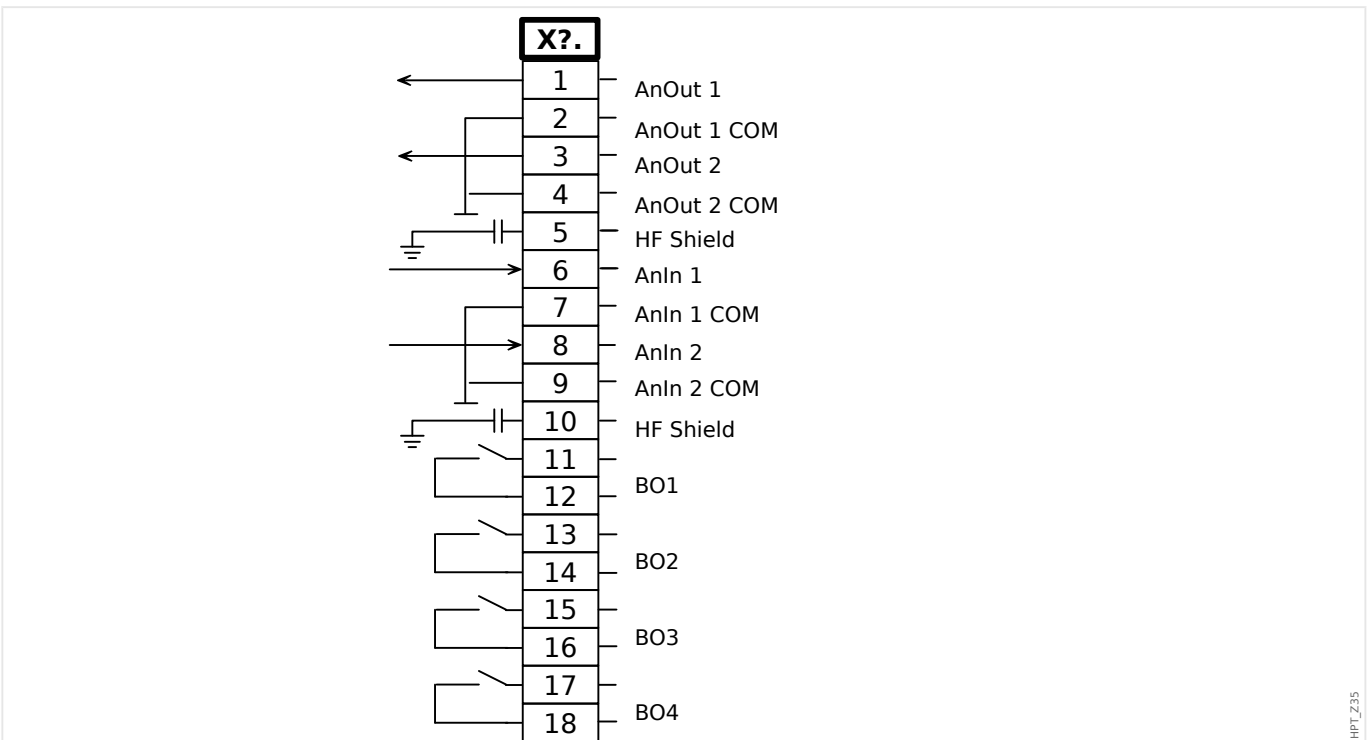 X?.
1 AnOut 1
2 AnOut 1 COM
3 AnOut 2
4 AnOut 2 COM
5 HF Shield
6 AnIn 1
7 AnIn 1 COM
8 AnIn 2
9 AnIn 2 COM
10 HF Shield
11
BO1
12
13
BO2
14
15
BO3
16
17
BO4
18
HPT_Z35